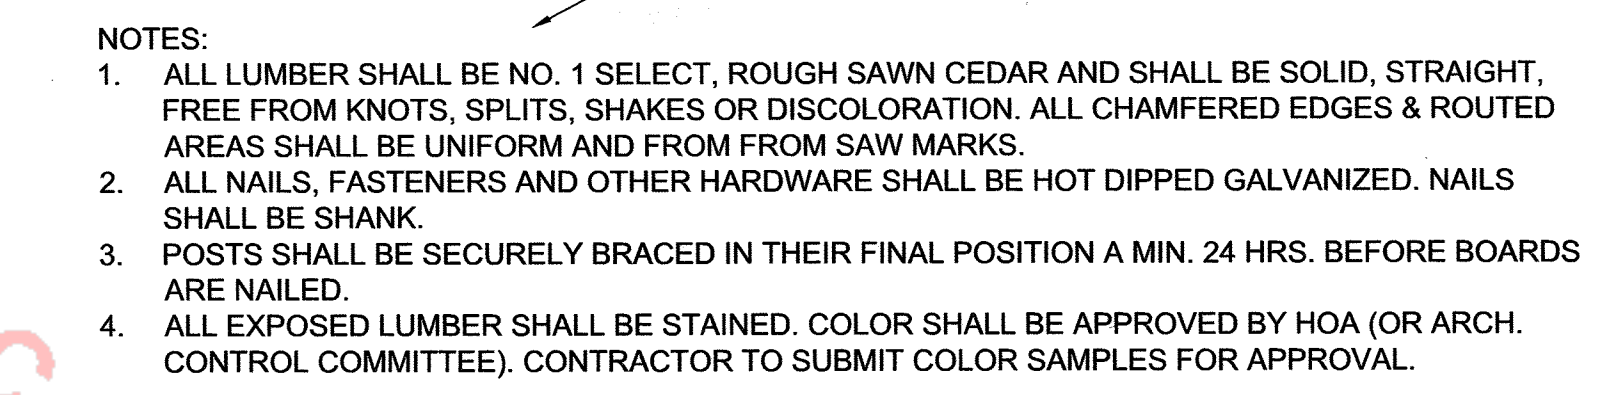 NOTES:
1. ALL LUMBER SHALL BE NO. 1 SELECT, ROUGH SAWN CEDAR AND SHALL BE SOLID, STRAIGHT,
FREE FROM KNOTS, SPLITS, SHAKES OR DISCOLORATION. ALL CHAMFERED EDGES & ROUTED
AREAS SHALL BE UNIFORM AND FROM FROM SAW MARKS.
2. ALL NAILS, FASTENERS AND OTHER HARDWARE SHALL BE HOT DIPPED GALVANIZED. NAILS
SHALL BE SHANK.
3. POSTS SHALL BE SECURELY BRACED IN THEIR FINAL POSITION A MIN. 24 HRS. BEFORE BOARDS
ARE NAILED.
4. ALL EXPOSED LUMBER SHALL BE STAINED. COLOR SHALL BE APPROVED BY HOA (OR ARCH.
CONTROL COMMITTEE). CONTRACTOR TO SUBMIT COLOR SAMPLES FOR APPROVAL.